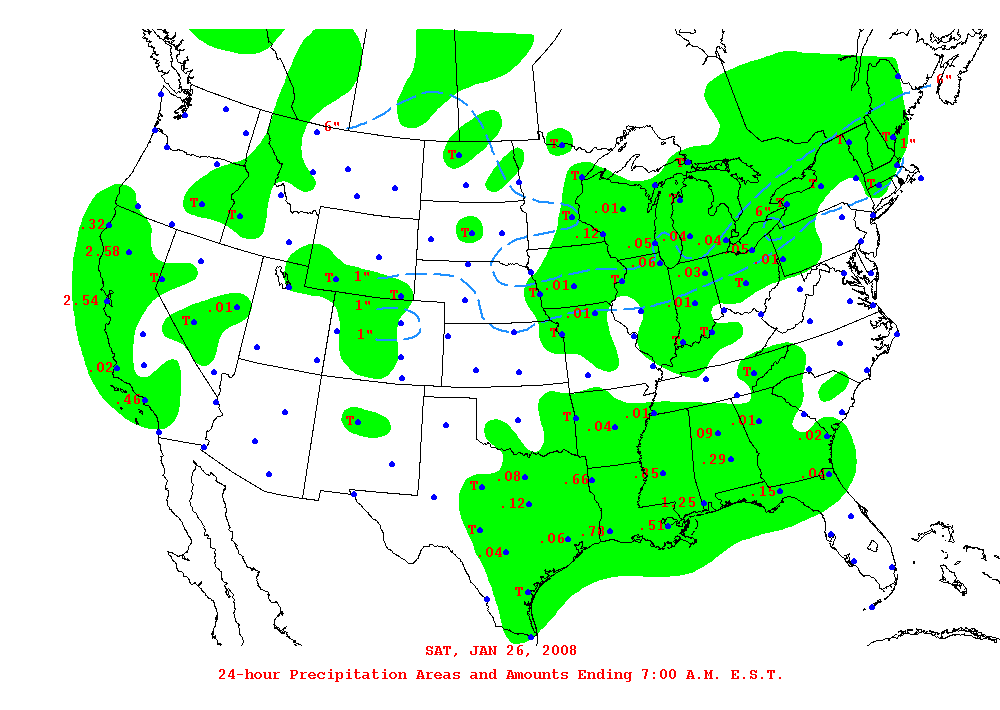 6"
6"
T
T
T
T
1"
T
T
T
T
T
T
T
.01
6"
T
.32
T
T
.12
2.58
.05
.04
.04
.05
.06
.01
T
T
1"
T
.03
T
.01
T
T
2.54
.01
1"
.01
.01
T
1"
T
T
T
.02
T
.46
.01
T
.01
T
.04
.09
.02
.29
.08
.66
.35
.04
T
.12
1.25
.15
T
.06
.78
.51
.04
T
SAT, JAN 26, 2008
24-hour Precipitation Areas and Amounts Ending 7:00 A.M. E.S.T.